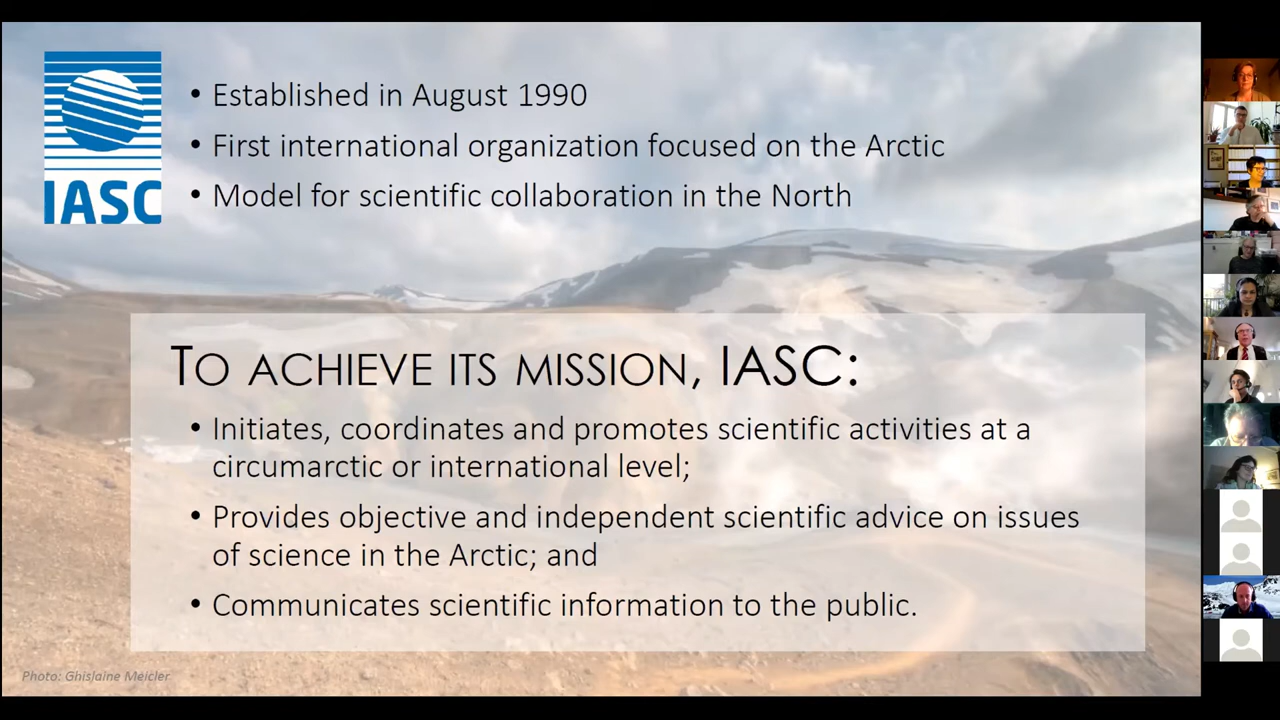 IASC
• Established in August 1990
• First international organization focused on the Arctic
• Model for scientific collaboration in the North
TO ACHIEVE ITS MISSION, IASC:
• Initiates, coordinates and promotes scientific activities at a
circumarctic or international level;
• Provides objective and independent scientific advice on issues
of science in the Arctic; and
• Communicates scientific information to the public.
Photo: Ghislaine Meicler